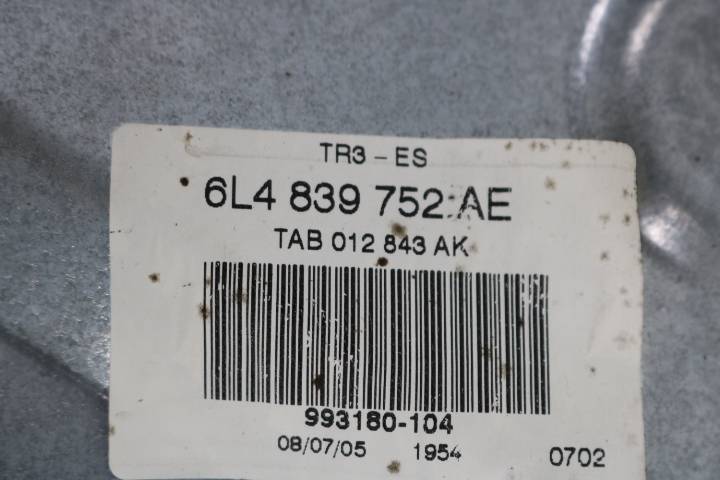 TR3 - ES
6L4 839 752 AE
TAB 012 843 AK
993180-104
08/07/05 1954 0702